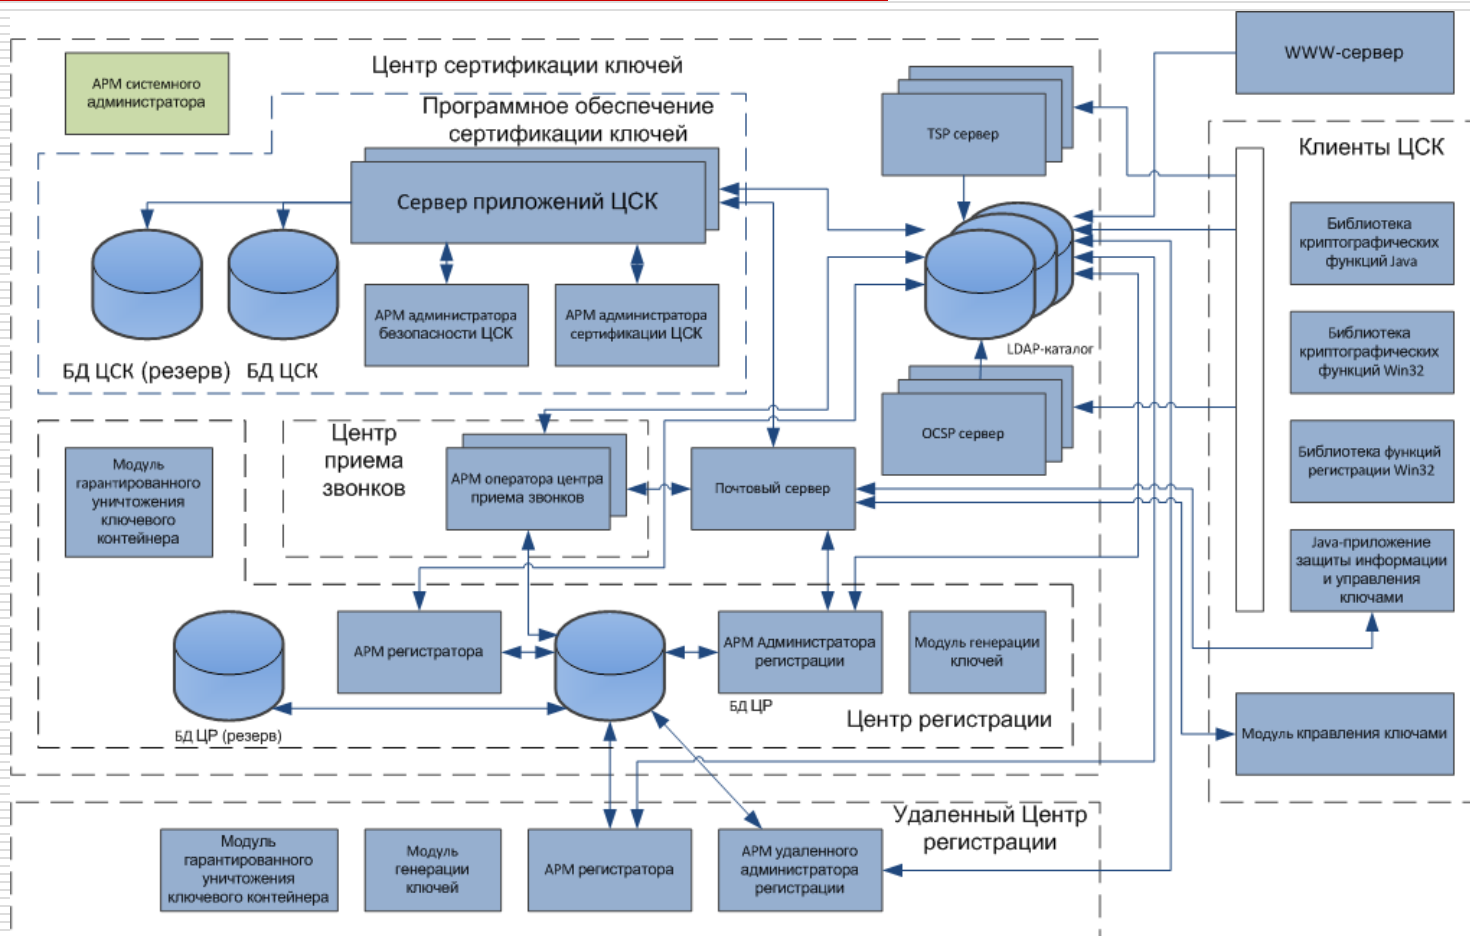 WWW-сервер
АРМ системного
администратора
Центр сертификации ключей
Программное обеспечение
сертификации ключей
TSP сервер
Клиенты ЦСК
Сервер приложений ЦСК
Библиотека
криптографических
функций Java
АРМ администратора
безопасности ЦСК
АРМ администратора
сертификации ЦСК
LDAP-каталог
Библиотека
криптографических
функций Win32
БД ЦСК (резерв)
БД ЦСК
Центр
приема
звонков
OCSP сервер
Библиотека функций
регистрации Win32
Модуль
гарантированного
уничтожения
ключевого
контейнера
АРМ оператора центра
приема звонков
Почтовый сервер
Java-приложение
защиты информации
и управления
ключами
АРМ регистратора
АРМ Администратора
регистрации
Модуль генерации
ключей
БД ЦР
Центр регистрации
БД ЦР (резерв)
Модуль кправления ключами
Удаленный Центр
регистрации
Модуль
гарантированного
уничтожения
ключевого контейнера
Модуль
генерации
ключей
АРМ регистратора
АРМ удаленного
администратора
регистрации